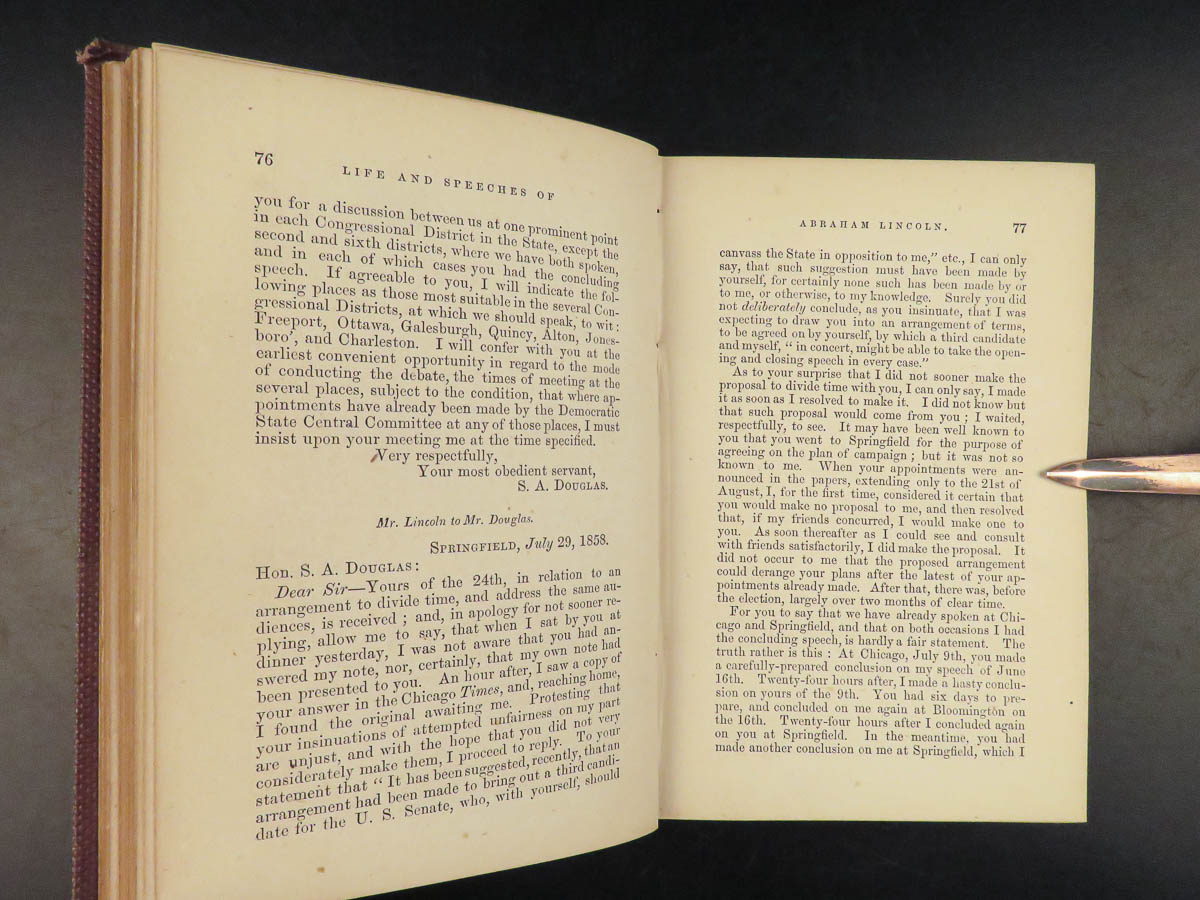 76
LIFE AND SPEECHES OF
you for a discussion between us at one prominent point
in each Congressional District in the State, except the
second and sixth districts, where we have both spoken,
and in each of which cases you had the concluding
speech. If agreeable to you, I will indicate the fol-
lowing places as those most suitable in the several Con-
gressional Districts, at which we should speak, to wit:
Freeport, Ottawa, Galesburgh, Quincy, Alton, Jones-
boro', and Charleston. I will confer with you at the
earliest convenient opportunity in regard to the mode
of conducting the debate, the times of meeting at the
several places, subject to the condition, that where ap-
pointments have already been made by the Democratic
State Central Committee at any of those places, I must
insist upon your meeting me at the time specified.
Very respectfully,
Your most obedient servant,
S. A. DOUGLAS.
Mr. Lincoln to Mr. Douglas.
SPRINGFIELD, July 29, 1858.
HON. S. A. DOUGLAS:
Dear Sir—Yours of the 24th, in relation to an
arrangement to divide time, and address the same au-
diences, is received; and, in apology for not sooner re-
plying, allow me to say, that when I sat by you at
dinner yesterday, I was not aware that you had an-
swered my note, nor, certainly, that my own note had
been presented to you. An hour after, I saw a copy of
your answer in the Chicago Times, and, reaching home,
I found the original awaiting me. Protesting that
your insinuations of attempted unfairness on my part
are unjust, and with the hope that you did not very
considerately make them, I proceed to reply. To your
statement that "It has been suggested, recently, that an
arrangement had been made to bring out a third candi-
date for the U. S. Senate, who, with yourself, should
ABRAHAM LINCOLN. 77
canvass the State in opposition to me," etc., I can only
say, that such suggestion must have been made by
yourself, for certainly none such has been made by or
to me, or otherwise, to my knowledge. Surely you did
not deliberately conclude, as you insinuate, that I was
expecting to draw you into an arrangement of terms,
to be agreed on by yourself, by which a third candidate
and myself, "in concert, might be able to take the open-
ing and closing speech in every case."
As to your surprise that I did not sooner make the
proposal to divide time with you, I can only say, I made
it as soon as I resolved to make it. I did not know but
that such proposal would come from you; I waited,
respectfully, to see. It may have been well known to
you that you went to Springfield for the purpose of
agreeing on the plan of campaign; but it was not so
known to me. When your appointments were an-
nounced in the papers, extending only to the 21st of
August, I, for the first time, considered it certain that
you would make no proposal to me, and then resolved
that, if my friends concurred, I would make one to
you. As soon thereafter as I could see and consult
with friends satisfactorily, I did make the proposal. It
did not occur to me that the proposed arrangement
could derange your plans after the latest of your ap-
pointments already made. After that, there was, before
the election, largely over two months of clear time.
For you to say that we have already spoken at Chi-
cago and Springfield, and that on both occasions I had
the concluding speech, is hardly a fair statement. The
truth rather is this: At Chicago, July 9th, you made
a carefully-prepared conclusion on my speech of June
16th. Twenty-four hours after, I made a hasty conclu-
sion on yours of the 9th. You had six days to pre-
pare, and concluded on me again at Bloomington on
the 16th. Twenty-four hours after I concluded again
on you at Springfield. In the meantime, you had
made another conclusion on me at Springfield, which I